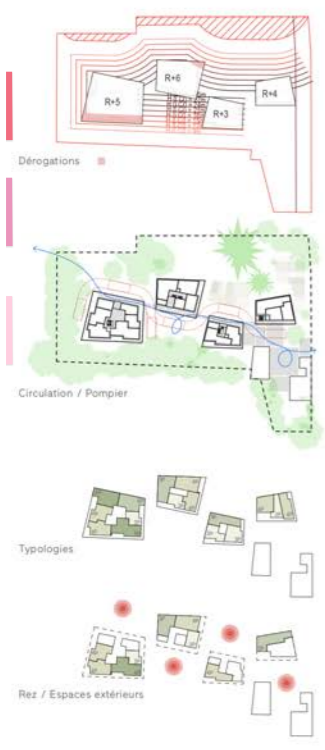 R+6
R+5
R+4
R+3
Dérogations
Circulation / Pompier
Typologies
Rez / Espaces extérieurs